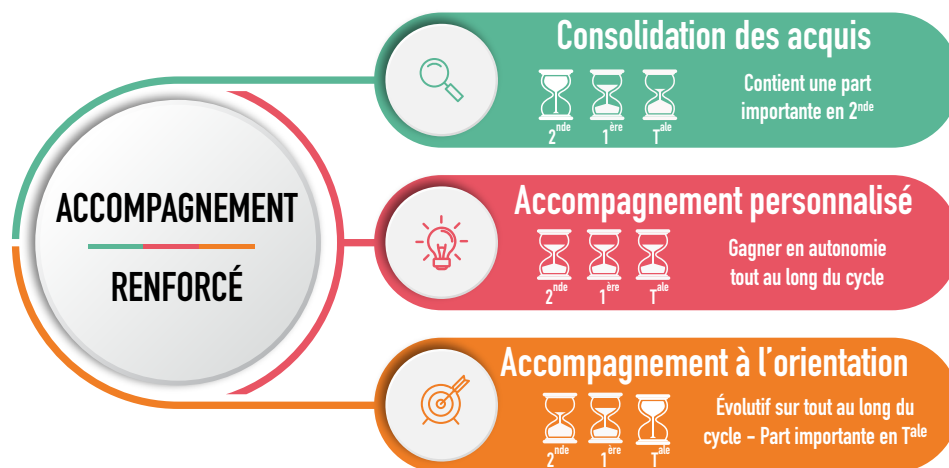 ACCOMPAGNEMENT
RENFORCÉ
Consolidation des acquis
2nde 1ère Tale
Contient une part
importante en 2nde
Accompagnement personnalisé
2nde 1ère Tale
Gagner en autonomie
tout au long du cycle
Accompagnement à l’orientation
2nde 1ère Tale
Évolutif sur tout au long du
cycle - Part importante en Tale